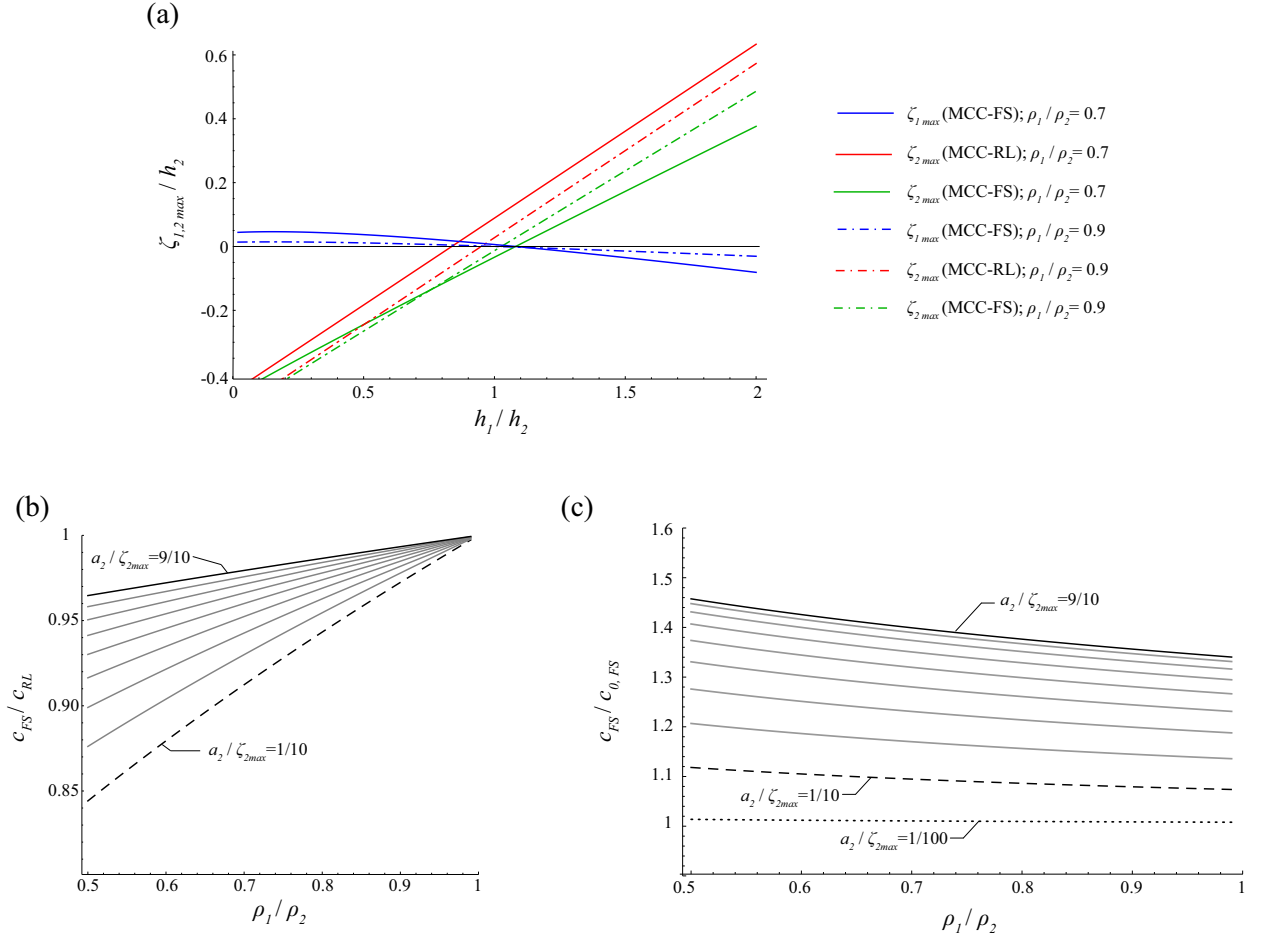 (a)
0.6
0.4
0.2
0
-0.2
-0.4
ζ1,2 max / h2
0 0.5 1 1.5 2
h1 / h2
ζ1 max (MCC-FS); ρ1 / ρ2 = 0.7
ζ2 max (MCC-RL); ρ1 / ρ2 = 0.7
ζ2 max (MCC-FS); ρ1 / ρ2 = 0.7
ζ1 max (MCC-FS); ρ1 / ρ2 = 0.9
ζ2 max (MCC-RL); ρ1 / ρ2 = 0.9
ζ2 max (MCC-FS); ρ1 / ρ2 = 0.9
(b)
1
0.95
0.90
0.85
cFS / cRL
a2 / ζ2max=9/10
a2 / ζ2max=1/10
0.5 0.6 0.7 0.8 0.9 1
ρ1 / ρ2
(c)
1.6
1.5
1.4
1.3
1.2
1.1
1
cFS / c0, FS
a2 / ζ2max=9/10
a2 / ζ2max=1/10
a2 / ζ2max=1/100
0.5 0.6 0.7 0.8 0.9 1
ρ1 / ρ2